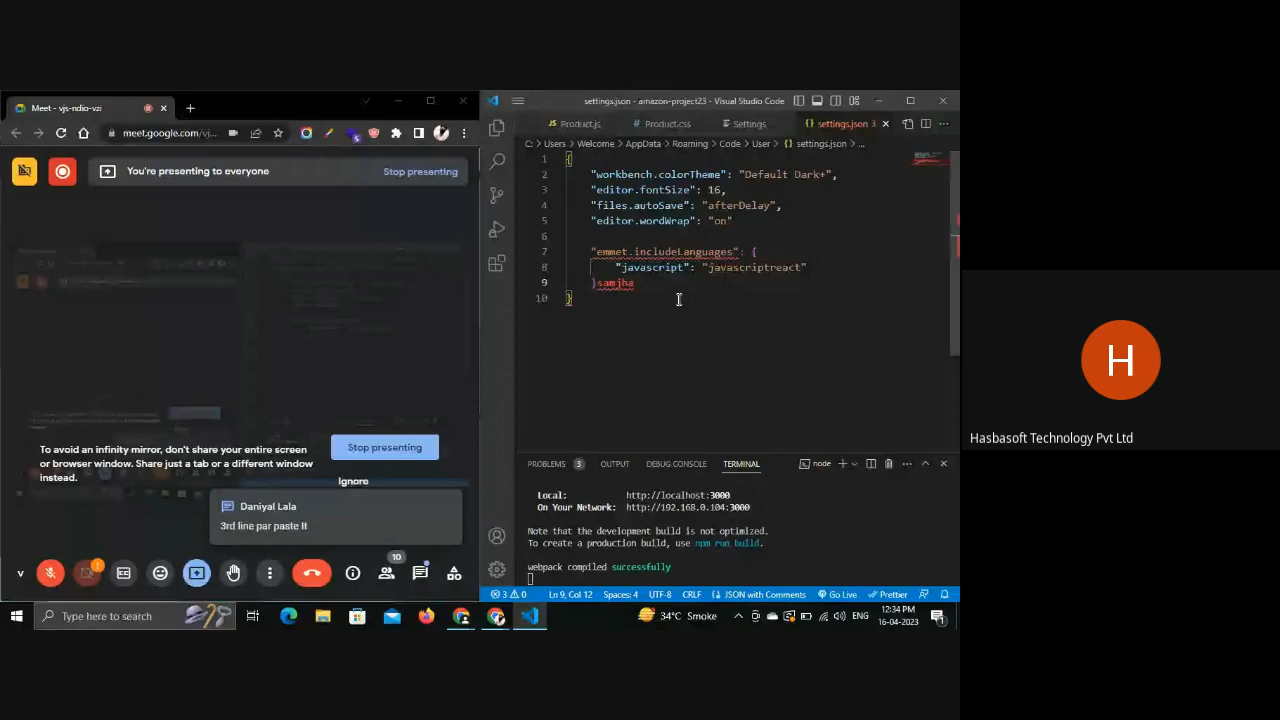 Meet - vjs-ndio-vzi
meet.google.com/vj...
You're presenting to everyone
Stop presenting
To avoid an infinity mirror, don't share your entire screen
or browser window. Share just a tab or a different window
instead.
Stop presenting
Ignore
Daniyal Lala
3rd line par paste It
10
settings.json - amazon-project23 - Visual Studio Code
Product.js
Product.css
Settings
settings.json 3
C: > Users > Welcome > AppData > Roaming > Code > User > settings.json > ...
1 {
2 "workbench.colorTheme": "Default Dark+",
3 "editor.fontSize": 16,
4 "files.autoSave": "afterDelay",
5 "editor.wordWrap": "on"
6
7 "emmet.includeLanguages": {
8 "javascript": "javascriptreact"
9 }samjha
10 }
PROBLEMS 3 OUTPUT DEBUG CONSOLE TERMINAL node
Local: http://localhost:3000
On Your Network: http://192.168.0.104:3000
Note that the development build is not optimized.
To create a production build, use npm run build.
webpack compiled successfully
3 0 Ln 9, Col 12 Spaces: 4 UTF-8 CRLF {} JSON with Comments Go Live Prettier
Type here to search
34°C Smoke
ENG
12:34 PM
16-04-2023
1
H
Hasbasoft Technology Pvt Ltd